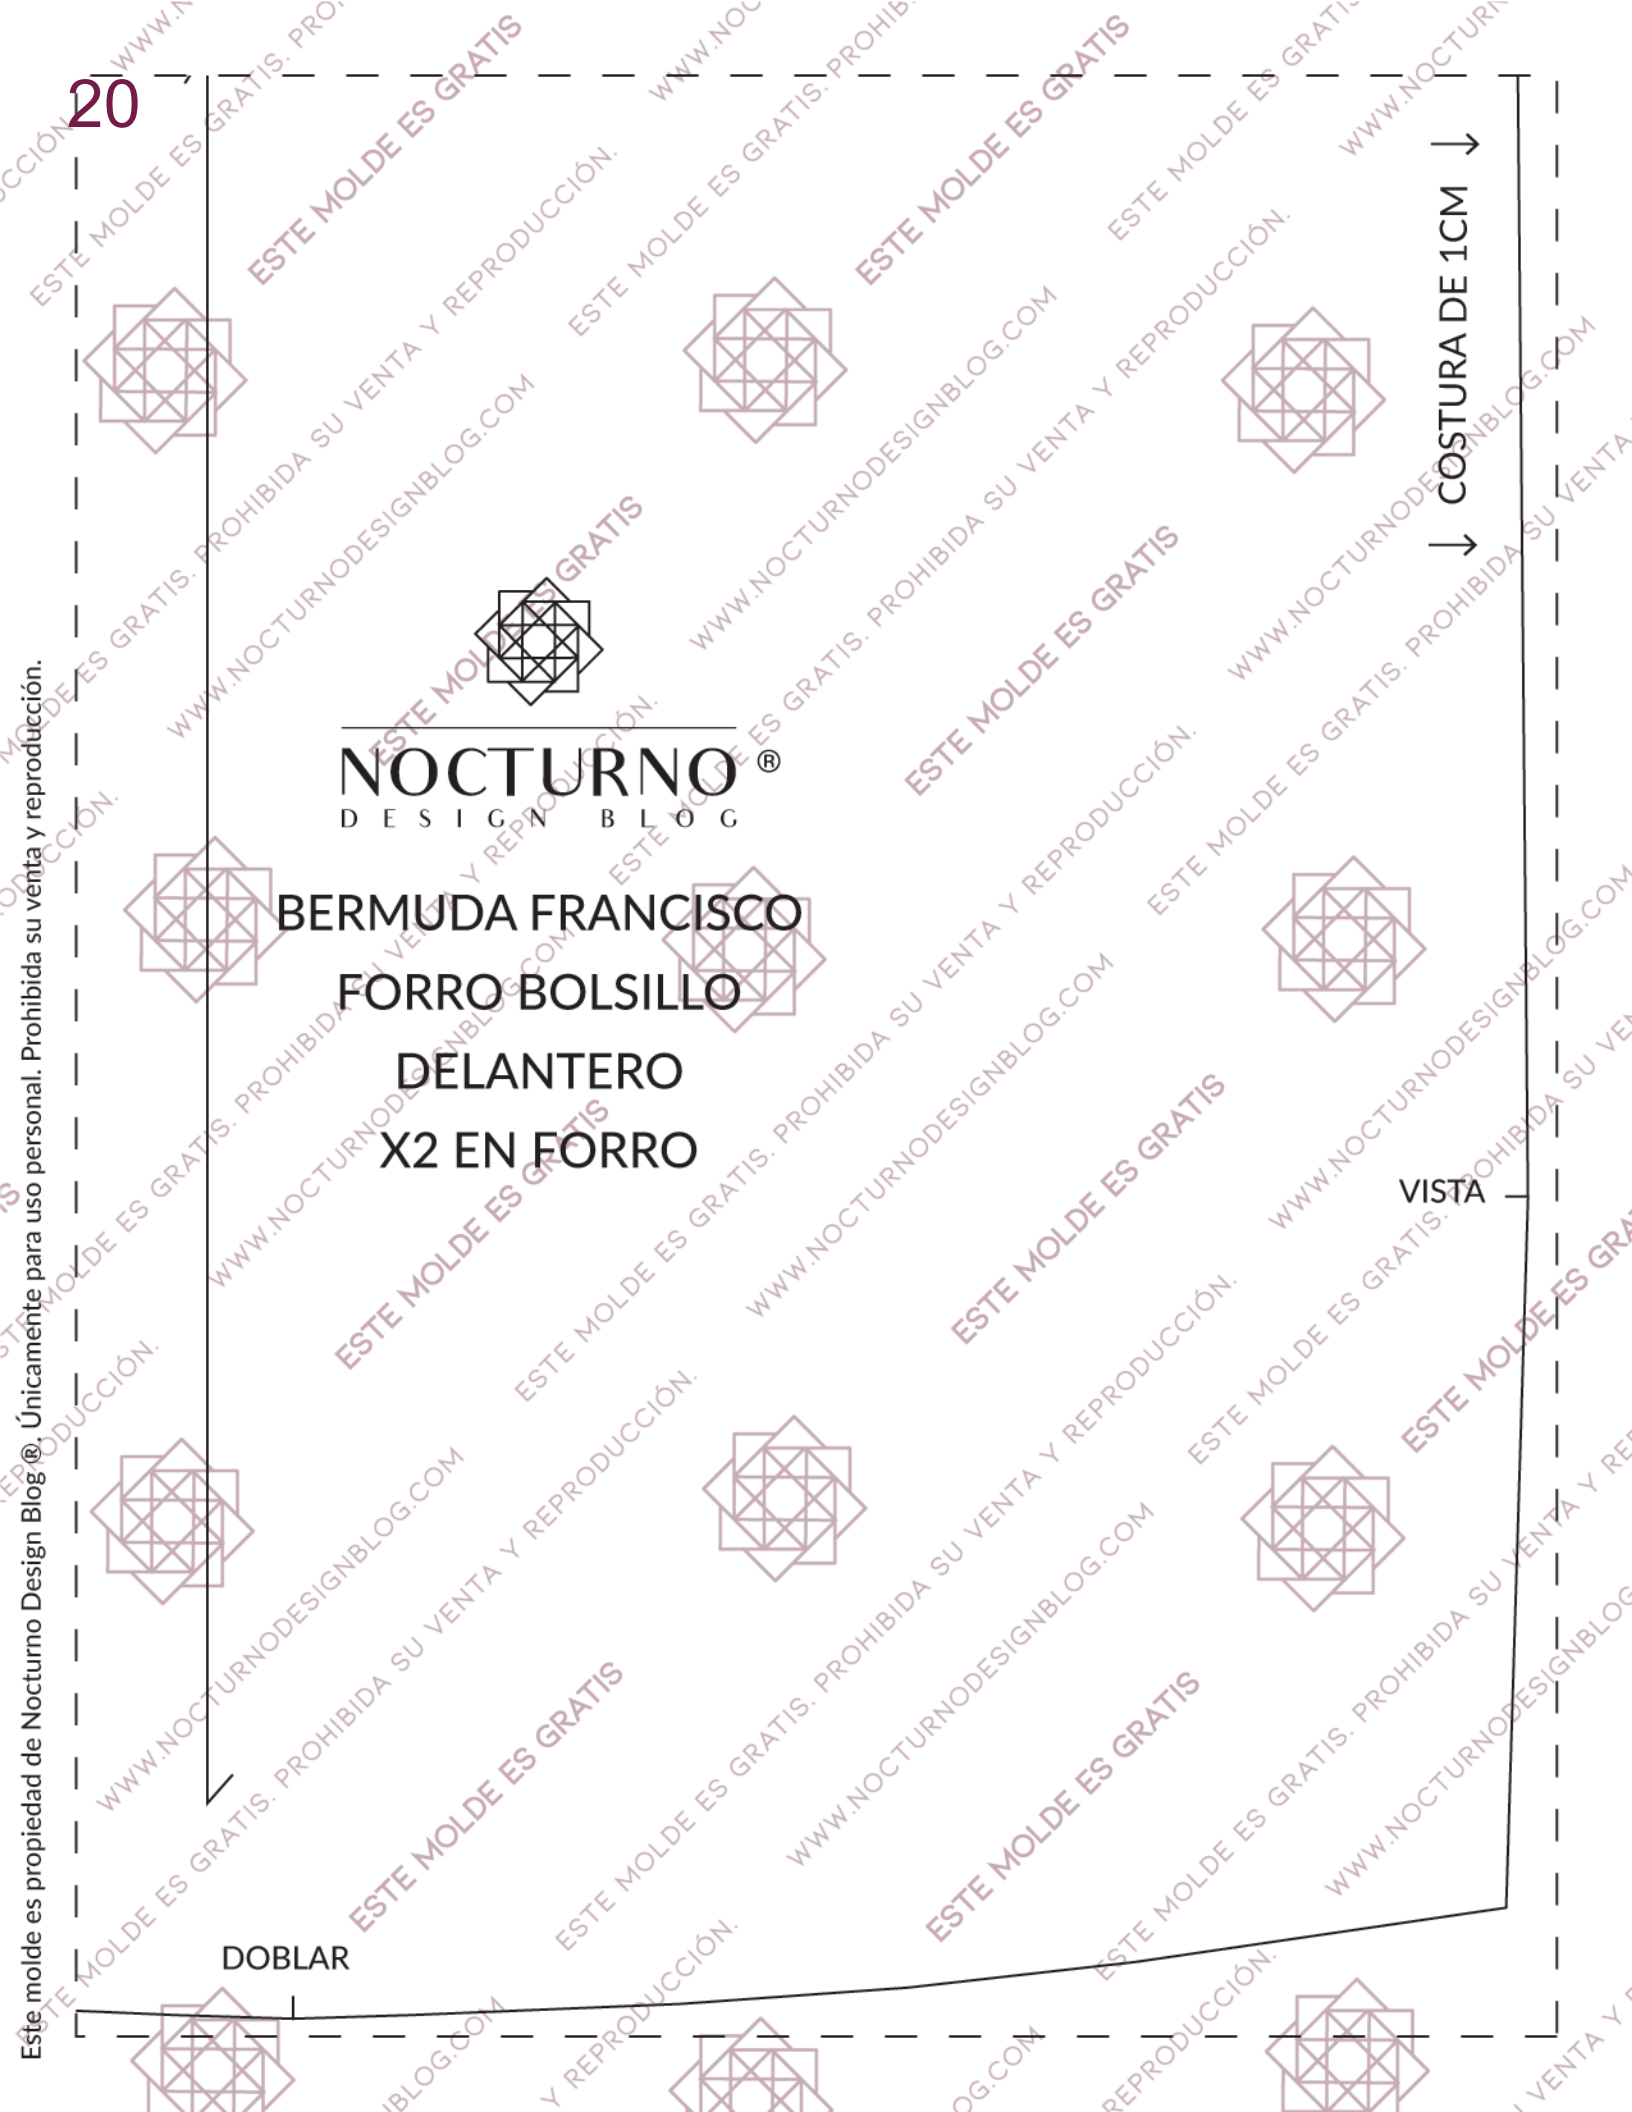 20
COSTURA DE 1CM
NOCTURNO ®
DESIGN BLOG
BERMUDA FRANCISCO
FORRO BOLSILLO
DELANTERO
X2 EN FORRO
VISTA
DOBLAR
Este molde es propiedad de Nocturno Design Blog ®. Únicamente para uso personal. Prohibida su venta y reproducción.
ESTE MOLDE ES GRATIS
ESTE MOLDE ES GRATIS. PROHIBIDA SU VENTA Y REPRODUCCIÓN.
WWW.NOCTURNODESIGNBLOG.COM